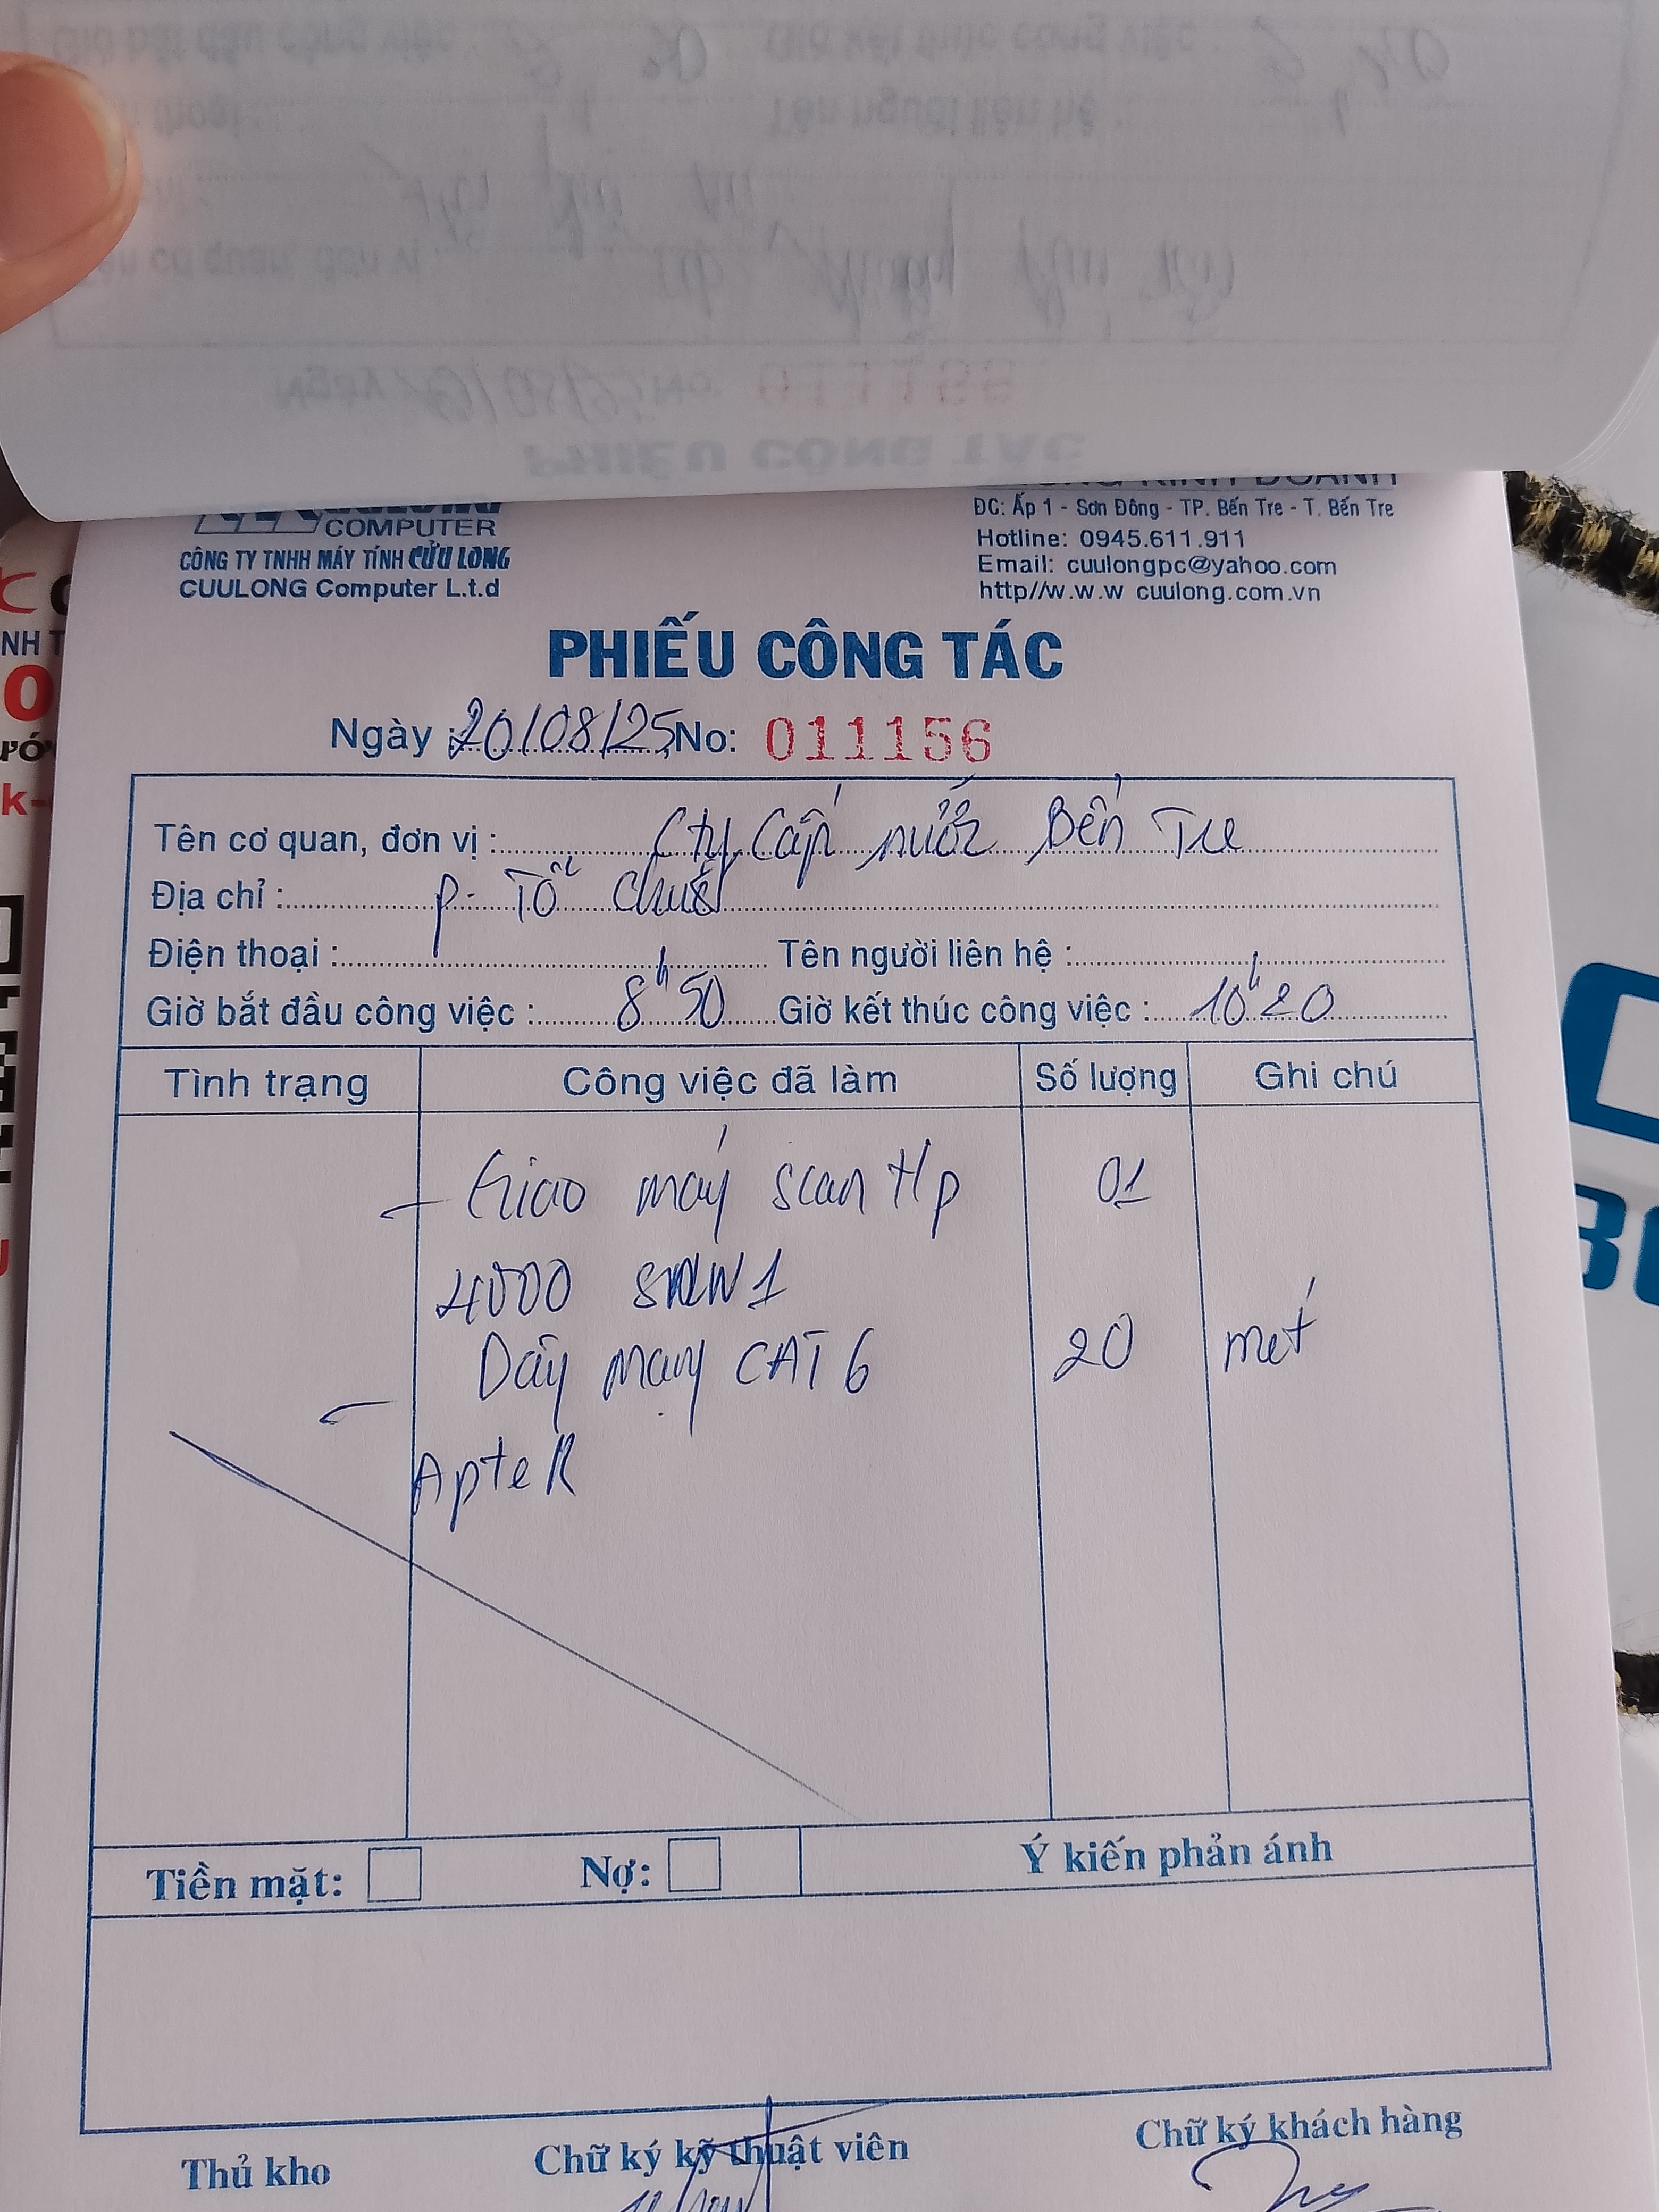 COMPUTER
CÔNG TY TNHH MÁY TÍNH CỬU LONG
CUULONG Computer L.t.d
KINH DOANH
ĐC: Ấp 1 - Sơn Đông - TP. Bến Tre - T. Bến Tre
Hotline: 0945.611.911
Email: cuulongpc@yahoo.com
http//w.w.w cuulong.com.vn
PHIẾU CÔNG TÁC
Ngày : 20/08/25 No: 011156
Tên cơ quan, đơn vị : Cty Cấp nước Bến Tre
Địa chỉ : P. Tổ chức
Điện thoại : Tên người liên hệ :
Giờ bắt đầu công việc : 8h50 Giờ kết thúc công việc : 10h20
Tình trạng Công việc đã làm Số lượng Ghi chú
- Giao máy scan Hp 01
4000 snw1
- Dây mạng CAT 6 20 mét
ApteK
Tiền mặt: Nợ: Ý kiến phản ánh
Thủ kho Chữ ký kỹ thuật viên Chữ ký khách hàng